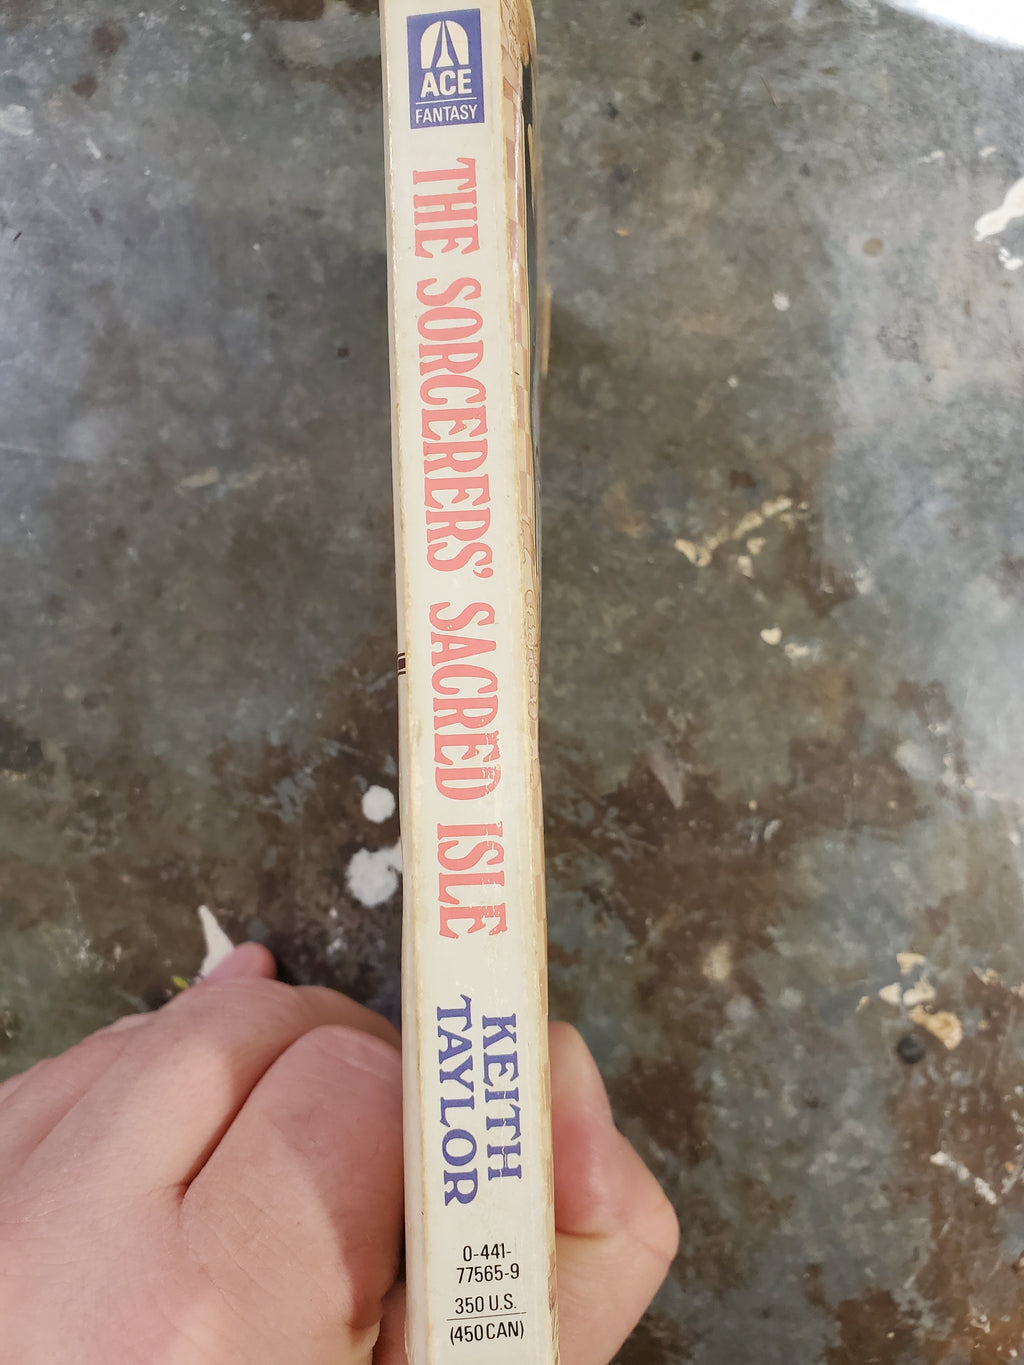 ACE
FANTASY
THE SORCERERS' SACRED ISLE
KEITH
TAYLOR
0-441-
77565-9
350 U.S.
(450 CAN)